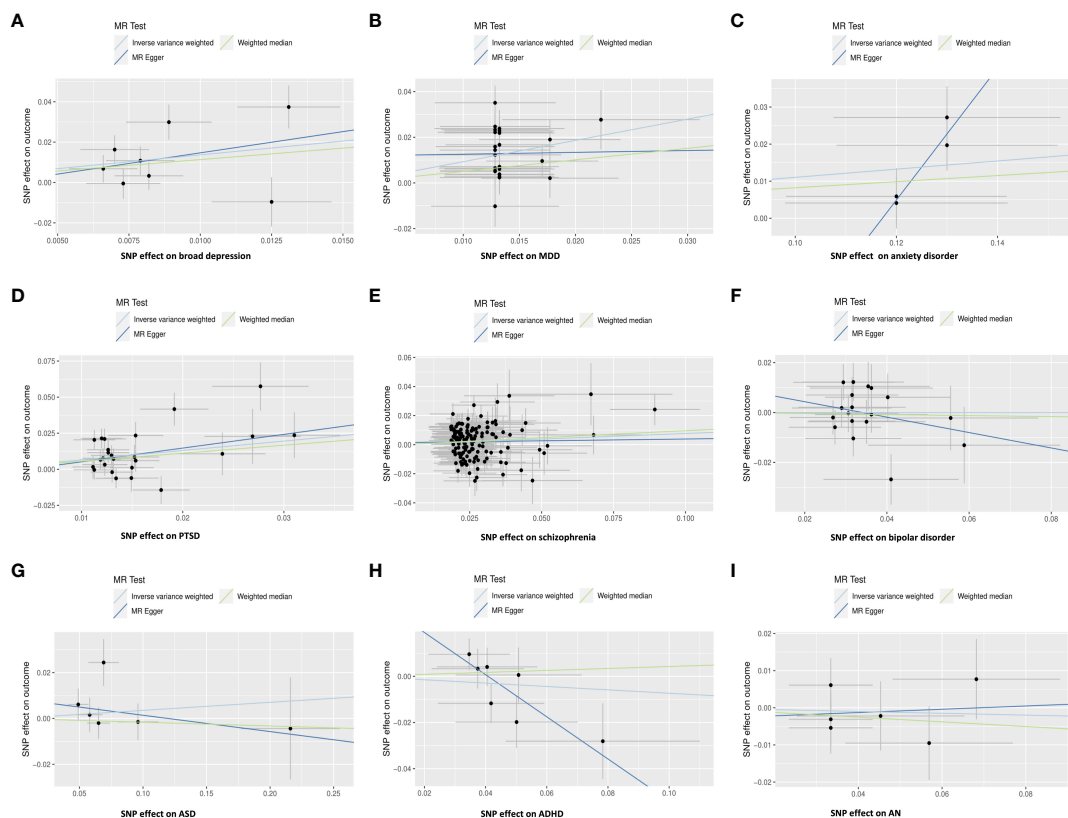 A
MR Test
Inverse variance weighted
Weighted median
MR Egger
SNP effect on outcome
0.04
0.02
0.00
−0.02
0.0050
0.0075
0.0100
0.0125
0.0150
SNP effect on broad depression
B
MR Test
Inverse variance weighted
Weighted median
MR Egger
SNP effect on outcome
0.04
0.02
0.00
−0.02
0.010
0.015
0.020
0.025
0.030
SNP effect on MDD
C
MR Test
Inverse variance weighted
Weighted median
MR Egger
SNP effect on outcome
0.03
0.02
0.01
0.00
0.10
0.12
0.14
SNP effect on anxiety disorder
D
MR Test
Inverse variance weighted
Weighted median
MR Egger
SNP effect on outcome
0.075
0.050
0.025
0.000
−0.025
0.01
0.02
0.03
SNP effect on PTSD
E
MR Test
Inverse variance weighted
Weighted median
MR Egger
SNP effect on outcome
0.06
0.04
0.02
0.00
−0.02
−0.04
0.025
0.050
0.075
0.100
SNP effect on schizophrenia
F
MR Test
Inverse variance weighted
Weighted median
MR Egger
SNP effect on outcome
0.02
0.00
−0.02
0.02
0.04
0.06
0.08
SNP effect on bipolar disorder
G
MR Test
Inverse variance weighted
Weighted median
MR Egger
SNP effect on outcome
0.02
0.00
−0.02
0.05
0.10
0.15
0.20
0.25
SNP effect on ASD
H
MR Test
Inverse variance weighted
Weighted median
MR Egger
SNP effect on outcome
0.00
−0.02
−0.04
0.02
0.04
0.06
0.08
0.10
SNP effect on ADHD
I
MR Test
Inverse variance weighted
Weighted median
MR Egger
SNP effect on outcome
0.02
0.01
0.00
−0.01
−0.02
0.04
0.06
0.08
SNP effect on AN